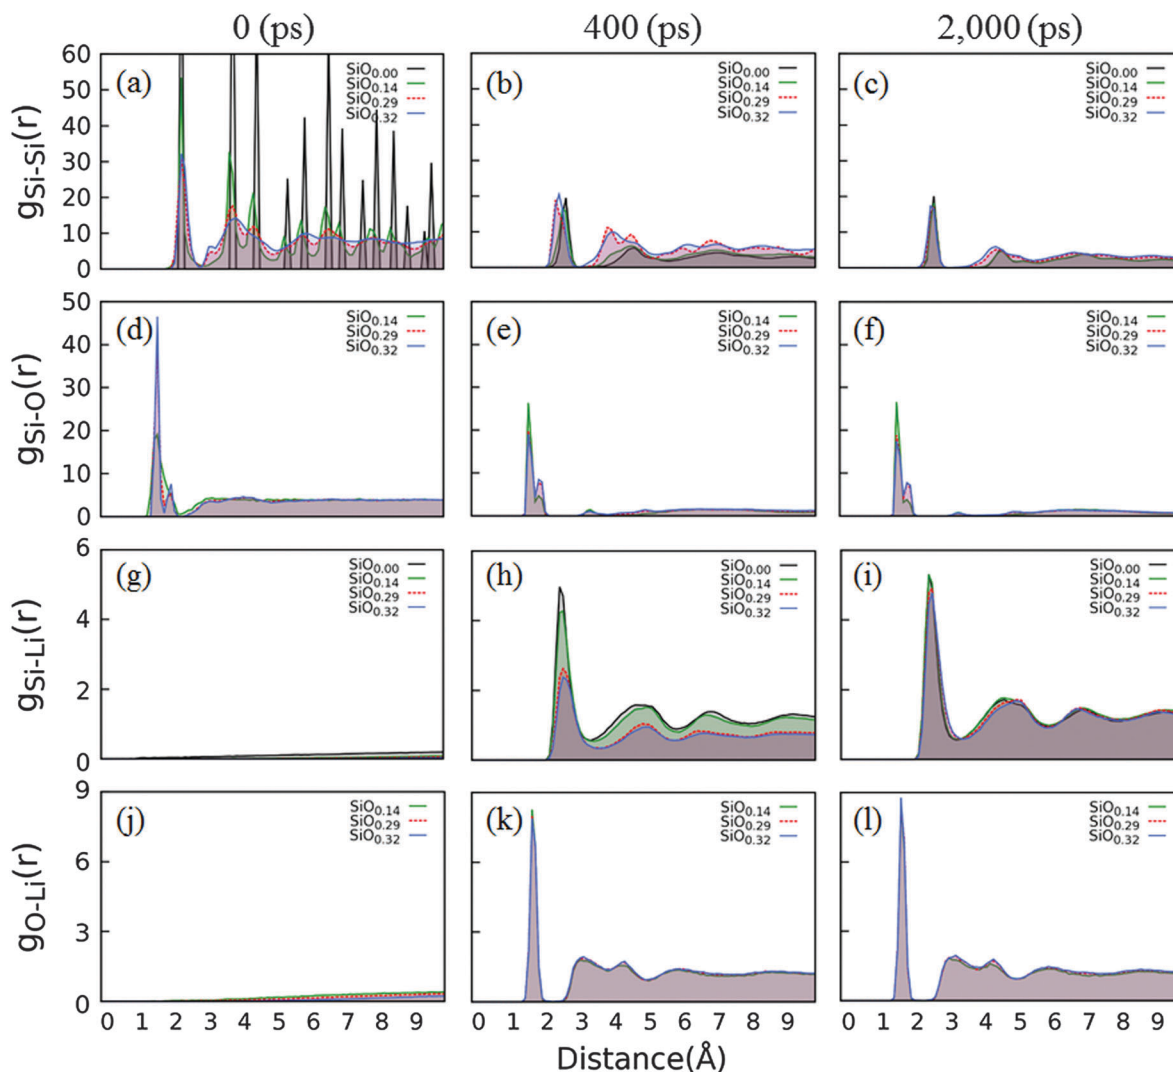 0 (ps) 400 (ps) 2,000 (ps)
g_Si−Si(r)
60
50
40
30
20
10
0
(a)
SiO0.00
SiO0.14
SiO0.29
SiO0.32
(b)
SiO0.00
SiO0.14
SiO0.29
SiO0.32
(c)
SiO0.00
SiO0.14
SiO0.29
SiO0.32
gSi−O(r)
50
40
30
20
10
0
(d)
SiO0.14
SiO0.29
SiO0.32
(e)
SiO0.14
SiO0.29
SiO0.32
(f)
SiO0.14
SiO0.29
SiO0.32
gSi−Li(r)
6
4
2
0
(g)
SiO0.00
SiO0.14
SiO0.29
SiO0.32
(h)
SiO0.00
SiO0.14
SiO0.29
SiO0.32
(i)
SiO0.00
SiO0.14
SiO0.29
SiO0.32
gO−Li(r)
9
6
3
0
(j)
SiO0.14
SiO0.29
SiO0.32
(k)
SiO0.14
SiO0.29
SiO0.32
(l)
SiO0.14
SiO0.29
SiO0.32
0 1 2 3 4 5 6 7 8 9 0 1 2 3 4 5 6 7 8 9 0 1 2 3 4 5 6 7 8 9
Distance(Å)